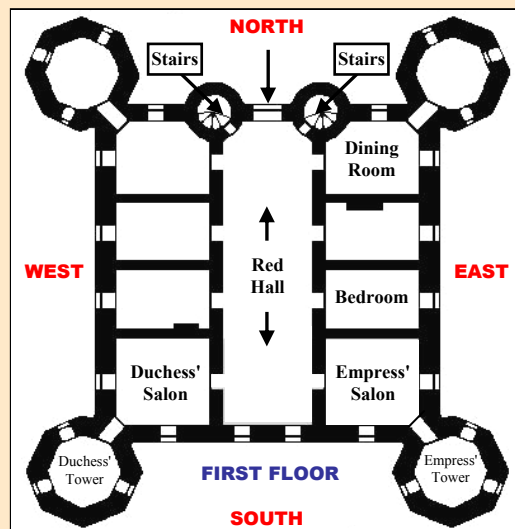 NORTH
Stairs
Stairs
Dining
Room
WEST
Red
Hall
Bedroom
EAST
Duchess'
Salon
Empress'
Salon
Duchess'
Tower
FIRST FLOOR
Empress'
Tower
SOUTH